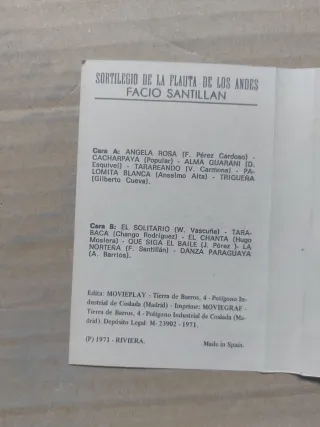 SORTILEGIO DE LA FLAUTA DE LOS ANDES
FACIO SANTILLAN
Cara A: ANGELA ROSA (F. Pérez Cardoso) -
CACHARPAYA (Popular) - ALMA GUARANI (D.
Esquivel) - TARAREANDO (V. Carmona) - PA-
LOMITA BLANCA (Anselmo Aita) - TRIGUEÑA
(Gilberto Cueva).
Cara B: EL SOLITARIO (W. Vascuña) - TARA-
BACA (Chango Rodríguez) - EL CHANTA (Hugo
Moslera) - QUE SIGA EL BAILE (J. Pérez )- LA
NORTEÑA (F. Santillán) - DANZA PARAGUAYA
(A. Barrios).
Edita: MOVIEPLAY - Tierra de Barros, 4 - Polígono In-
dustrial de Coslada (Madrid) - Imprime: MOVIEGRAF -
Tierra de Barros, 4 - Polígono Industrial de Coslada (Ma-
drid). Depósito Legal: M- 23902 - 1971.
(P) 1971 - RIVIERA. Made in Spain.